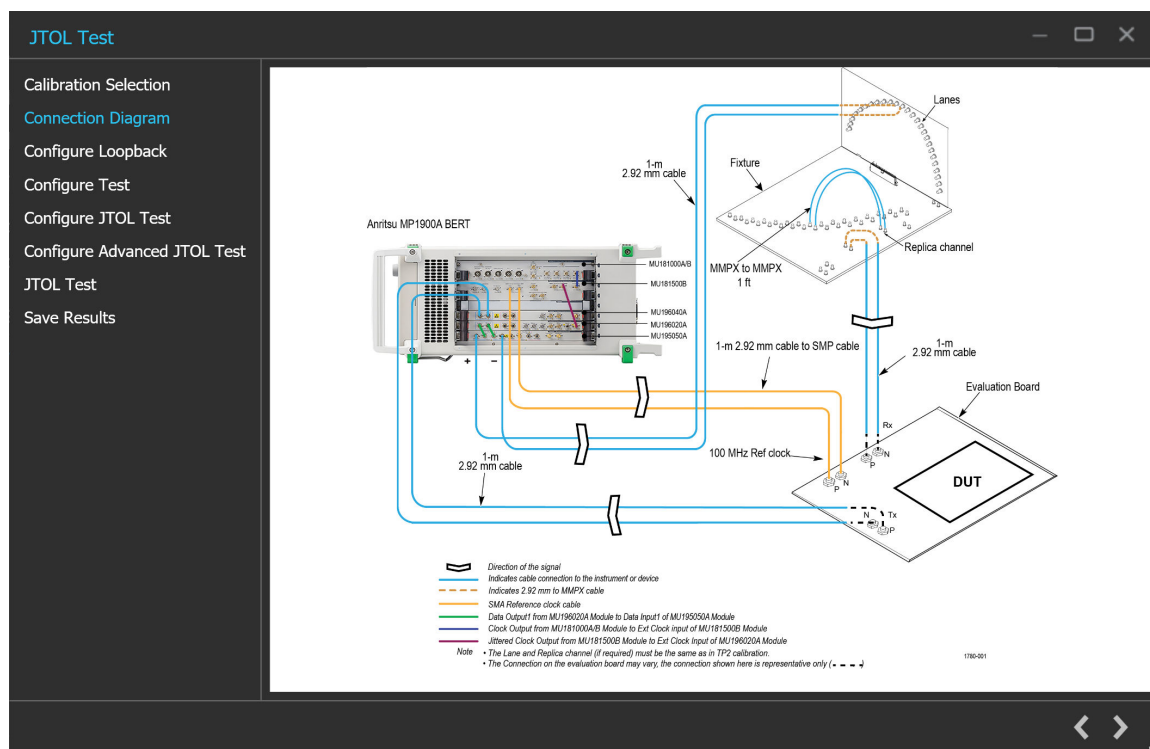 JTOL Test
Calibration Selection
Connection Diagram
Configure Loopback
Configure Test
Configure JTOL Test
Configure Advanced JTOL Test
JTOL Test
Save Results
Lanes
1-m
2.92 mm cable
Fixture
Anritsu MP1900A BERT
Replica channel
MU181000A/B
MMPX to MMPX
1 ft
MU181500B
MU196040A
MU196020A
MU195050A
+ −
1-m 2.92 mm cable to SMP cable
1-m
2.92 mm cable
Evaluation Board
Rx
100 MHz Ref clock
P N
P N
DUT
1-m
2.92 mm cable
N Tx
P
Direction of the signal
Indicates cable connection to the instrument or device
Indicates 2.92 mm to MMPX cable
SMA Reference clock cable
Data Output1 from MU196020A Module to Data Input1 of MU195050A Module
Clock Output from MU181000A/B Module to Ext Clock input of MU181500B Module
Jittered Clock Output from MU181500B Module to Ext Clock Input of MU196020A Module
Note • The Lane and Replica channel (if required) must be the same as in TP2 calibration.
• The Connection on the evaluation board may vary, the connection shown here is representative only ( - - - - )
1780-001